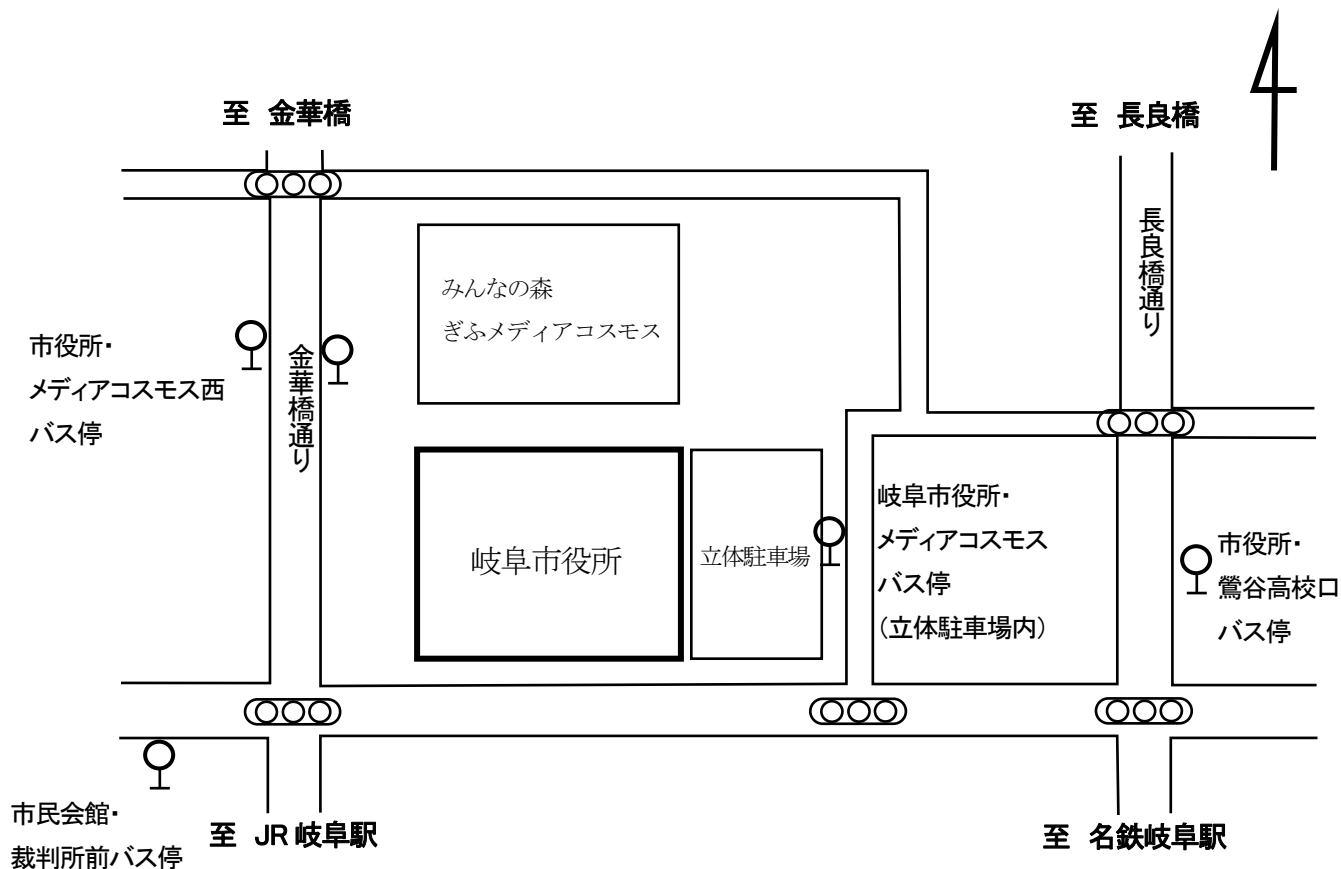 至 金華橋
至 長良橋
長良橋通り
みんなの森
ぎふメディアコスモス
市役所・
メディアコスモス西
バス停
金華橋通り
岐阜市役所
立体駐車場
岐阜市役所・
メディアコスモス
バス停
(立体駐車場内)
市役所・
鶯谷高校口
バス停
市民会館・
裁判所前バス停
至 JR岐阜駅
至 名鉄岐阜駅